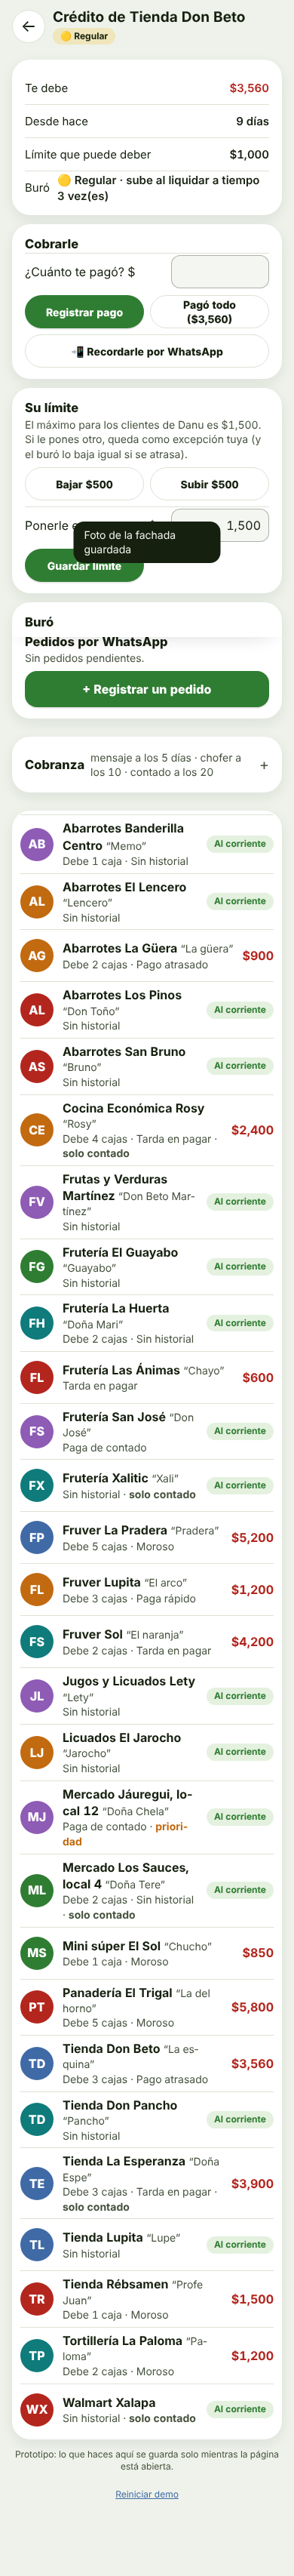 ←
Crédito de Tienda Don Beto
Regular
Te debe $3,560
Desde hace 9 días
Límite que puede deber $1,000
Buró Regular · sube al liquidar a tiempo
3 vez(es)
Cobrarle
¿Cuánto te pagó? $
Registrar pago
Pagó todo
($3,560)
Recordarle por WhatsApp
Su límite
El máximo para los clientes de Danu es $1,500.
Si le pones otro, queda como excepción tuya (y
el buró lo baja igual si se atrasa).
Bajar $500
Subir $500
Ponerle 1,500
Foto de la fachada
guardada
Guardar límite
Buró
Pedidos por WhatsApp
Sin pedidos pendientes.
+ Registrar un pedido
Cobranza mensaje a los 5 días · chofer a
los 10 · contado a los 20 +
AB
Abarrotes Banderilla
Centro “Memo”
Debe 1 caja · Sin historial
Al corriente
AL
Abarrotes El Lencero
“Lencero”
Sin historial
Al corriente
AG
Abarrotes La Güera “La güera”
Debe 2 cajas · Pago atrasado
$900
AL
Abarrotes Los Pinos
“Don Toño”
Sin historial
Al corriente
AS
Abarrotes San Bruno
“Bruno”
Sin historial
Al corriente
CE
Cocina Económica Rosy
“Rosy”
Debe 4 cajas · Tarda en pagar ·
solo contado
$2,400
FV
Frutas y Verduras
Martínez “Don Beto Mar-
tínez”
Sin historial
Al corriente
FG
Frutería El Guayabo
“Guayabo”
Sin historial
Al corriente
FH
Frutería La Huerta
“Doña Mari”
Debe 2 cajas · Sin historial
Al corriente
FL
Frutería Las Ánimas “Chayo”
Tarda en pagar
$600
FS
Frutería San José “Don
José”
Paga de contado
Al corriente
FX
Frutería Xalitic “Xali”
Sin historial · solo contado
Al corriente
FP
Fruver La Pradera “Pradera”
Debe 5 cajas · Moroso
$5,200
FL
Fruver Lupita “El arco”
Debe 3 cajas · Paga rápido
$1,200
FS
Fruver Sol “El naranja”
Debe 2 cajas · Tarda en pagar
$4,200
JL
Jugos y Licuados Lety
“Lety”
Sin historial
Al corriente
LJ
Licuados El Jarocho
“Jarocho”
Sin historial
Al corriente
MJ
Mercado Jáuregui, lo-
cal 12 “Doña Chela”
Paga de contado · priori-
dad
Al corriente
ML
Mercado Los Sauces,
local 4 “Doña Tere”
Debe 2 cajas · Sin historial
· solo contado
Al corriente
MS
Mini súper El Sol “Chucho”
Debe 1 caja · Moroso
$850
PT
Panadería El Trigal “La del
horno”
Debe 5 cajas · Moroso
$5,800
TD
Tienda Don Beto “La es-
quina”
Debe 3 cajas · Pago atrasado
$3,560
TD
Tienda Don Pancho
“Pancho”
Sin historial
Al corriente
TE
Tienda La Esperanza “Doña
Espe”
Debe 3 cajas · Tarda en pagar ·
solo contado
$3,900
TL
Tienda Lupita “Lupe”
Sin historial
Al corriente
TR
Tienda Rébsamen “Profe
Juan”
Debe 1 caja · Moroso
$1,500
TP
Tortillería La Paloma “Pa-
loma”
Debe 2 cajas · Moroso
$1,200
WX
Walmart Xalapa
Sin historial · solo contado
Al corriente
Prototipo: lo que haces aquí se guarda solo mientras la página
está abierta.
Reiniciar demo